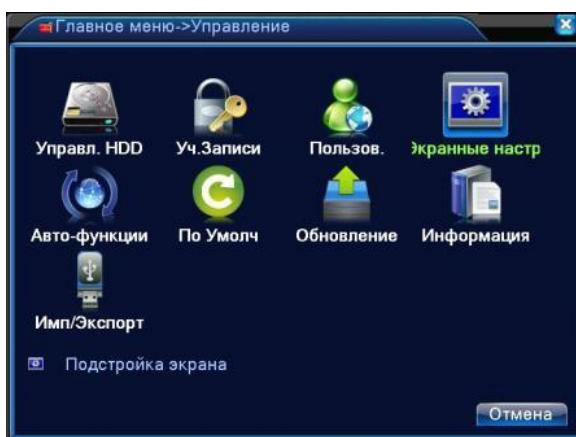 Главное меню->Управление
Управл. HDD Уч.Записи Пользов. Экранные настр
Авто-функции По Умолч Обновление Информация
Имп/Экспорт
Подстройка экрана
Отмена